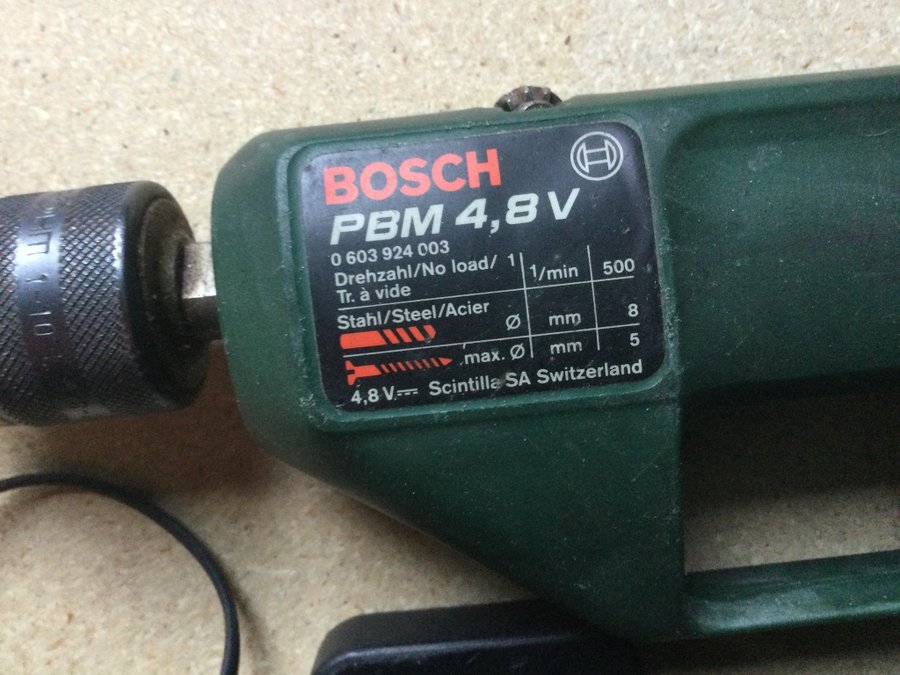 BOSCH
PBM 4,8 V
0 603 924 003
Drehzahl/No load/ 1/min 500
Tr. à vide
Stahl/Steel/Acier Ø mm 8
max. Ø mm 5
4,8 V Scintilla SA Switzerland
1-10